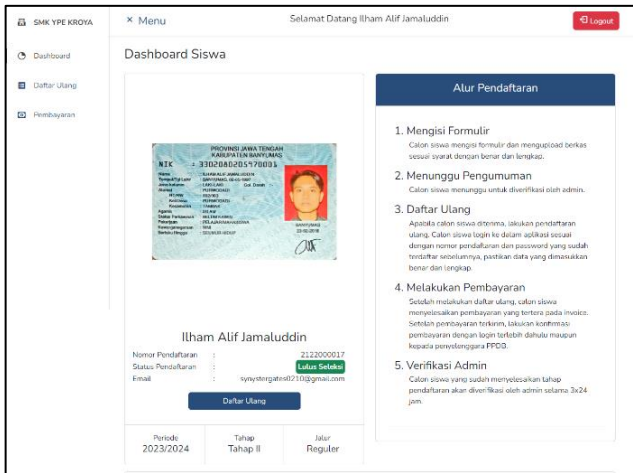 SMK YPE KROYA
× Menu
Selamat Datang Ilham Alif Jamaluddin
Logout
Dashboard
Daftar Ulang
Pembayaran
Dashboard Siswa
PROVINSI JAWA TENGAH
KABUPATEN BANYUMAS
NIK
Ilham Alif Jamaluddin
Nomor Pendaftaran : 2122000017
Status Pendaftaran : Lulus Seleksi
Email : synystergates0210@gmail.com
Daftar Ulang
Periode
2023/2024
Tahap
Tahap II
Jalur
Reguler
Alur Pendaftaran
1. Mengisi Formulir
Calon siswa mengisi formulir dan mengupload berkas
sesuai syarat dengan benar dan lengkap.
2. Menunggu Pengumuman
Calon siswa menunggu untuk diverifikasi oleh admin.
3. Daftar Ulang
Apabila calon siswa diterima, lakukan pendaftaran
ulang. Calon siswa login ke dalam aplikasi sesuai
dengan nomor pendaftaran dan password yang sudah
terdaftar sebelumnya, pastikan data yang dimasukkan
benar dan lengkap.
4. Melakukan Pembayaran
Setelah melakukan daftar ulang, calon siswa
menyelesaikan pembayaran yang tertera pada invoice.
Setelah pembayaran terkirim, lakukan konfirmasi
pembayaran dengan login terlebih dahulu maupun
kepada penyelenggara PPDB.
5. Verifikasi Admin
Calon siswa yang sudah menyelesaikan tahap
pendaftaran akan diverifikasi oleh admin selama 3x24
jam.